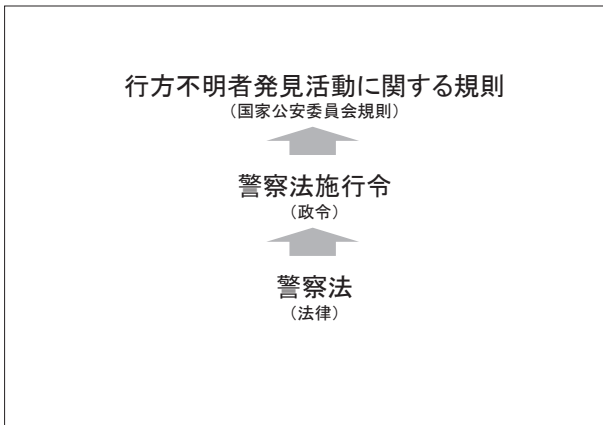 行方不明者発見活動に関する規則
（国家公安委員会規則）
警察法施行令
（政令）
警察法
（法律）